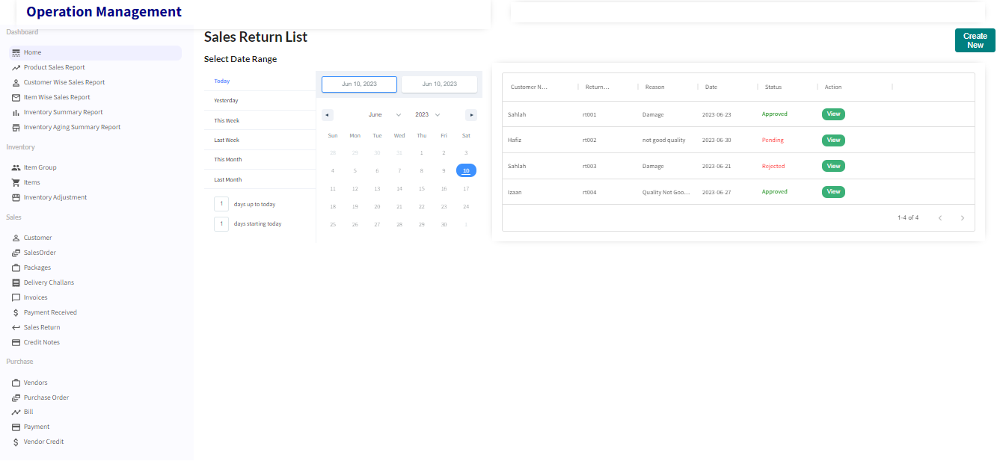 Operation Management
Dashboard
Home
Product Sales Report
Customer Wise Sales Report
Item Wise Sales Report
Inventory Summary Report
Inventory Aging Summary Report
Inventory
Item Group
Items
Inventory Adjustment
Sales
Customer
SalesOrder
Packages
Delivery Challans
Invoices
Payment Received
Sales Return
Credit Notes
Purchase
Vendors
Purchase Order
Bill
Payment
Vendor Credit
Sales Return List
Create
New
Select Date Range
Today
Yesterday
This Week
Last Week
This Month
Last Month
1 days up to today
1 days starting today
Jun 10, 2023 Jun 10, 2023
June 2023
Sun Mon Tue Wed Thu Fri Sat
28 29 30 31 1 2 3
4 5 6 7 8 9 10
11 12 13 14 15 16 17
18 19 20 21 22 23 24
25 26 27 28 29 30 1
Customer N... Return... Reason Date Status Action
Sahlah rt001 Damage 2023-06-23 Approved View
Hafiz rt002 not good quality 2023-06-30 Pending View
Sahlah rt003 Damage 2023-06-21 Rejected View
Izaan rt004 Quality Not Goo... 2023-06-27 Approved View
1-4 of 4